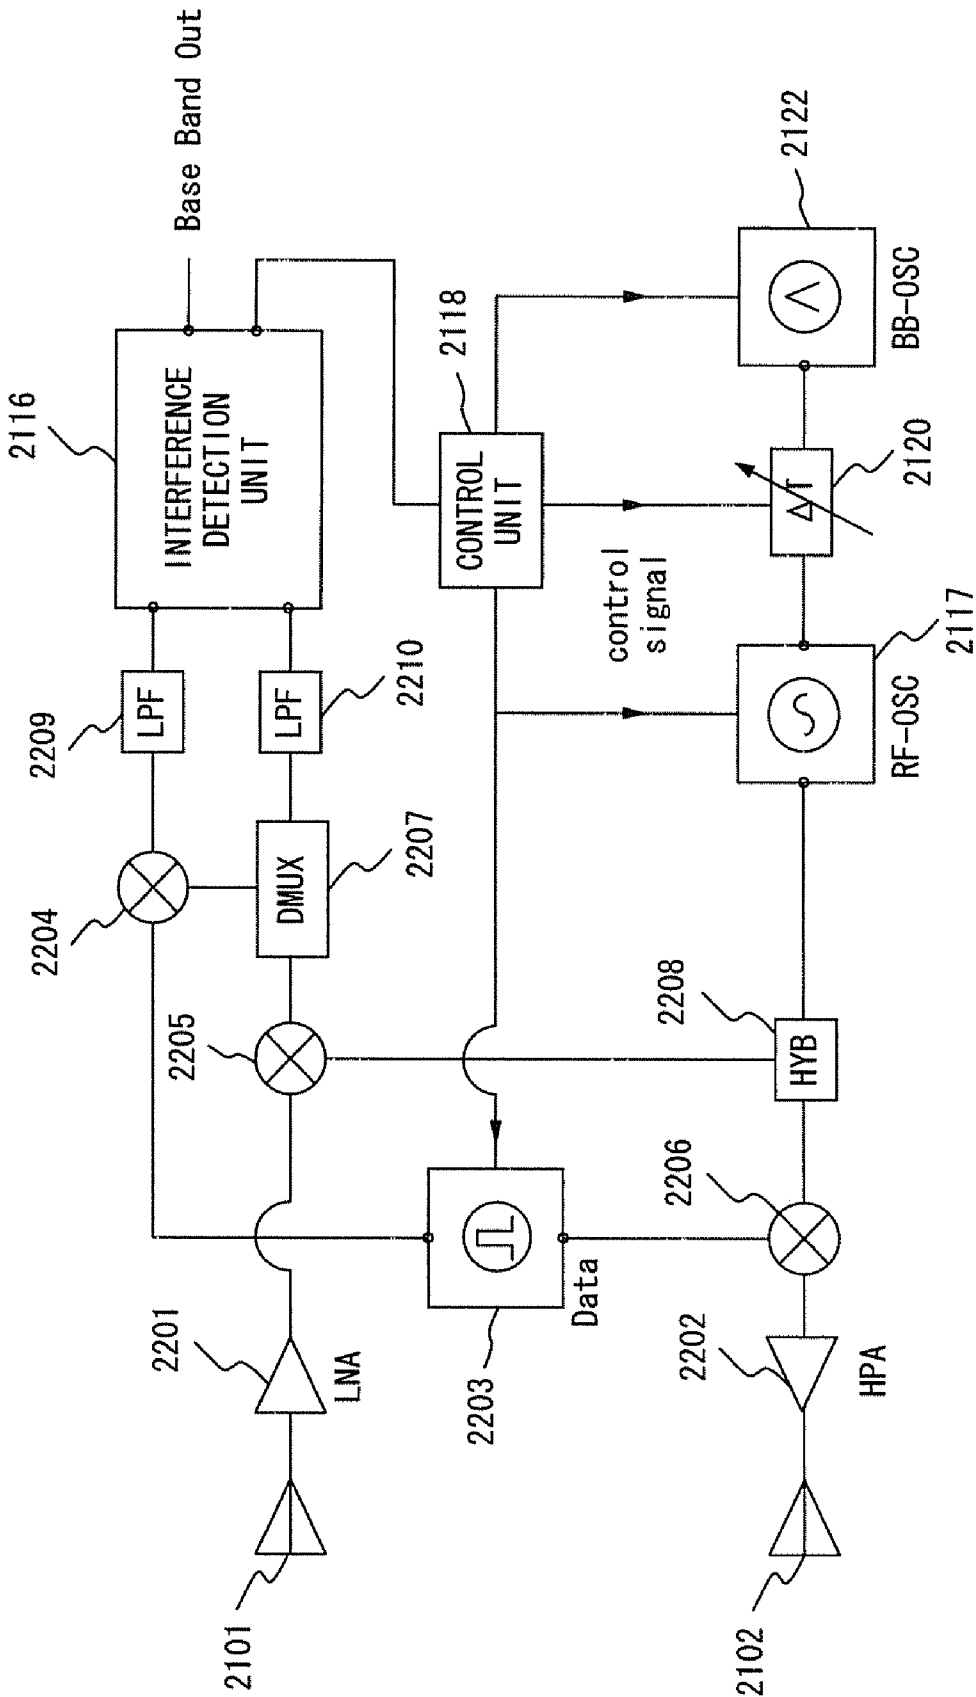 2101
2201
LNA
2205
2204
DMUX
2207
2209
LPF
LPF
2210
2116
INTERFERENCE
DETECTION
UNIT
Base Band Out
2203
Data
CONTROL
UNIT
2118
control
signal
2102
2202
HPA
2206
HYB
2208
RF-OSC
2117
ΔT
2120
BB-OSC
2122